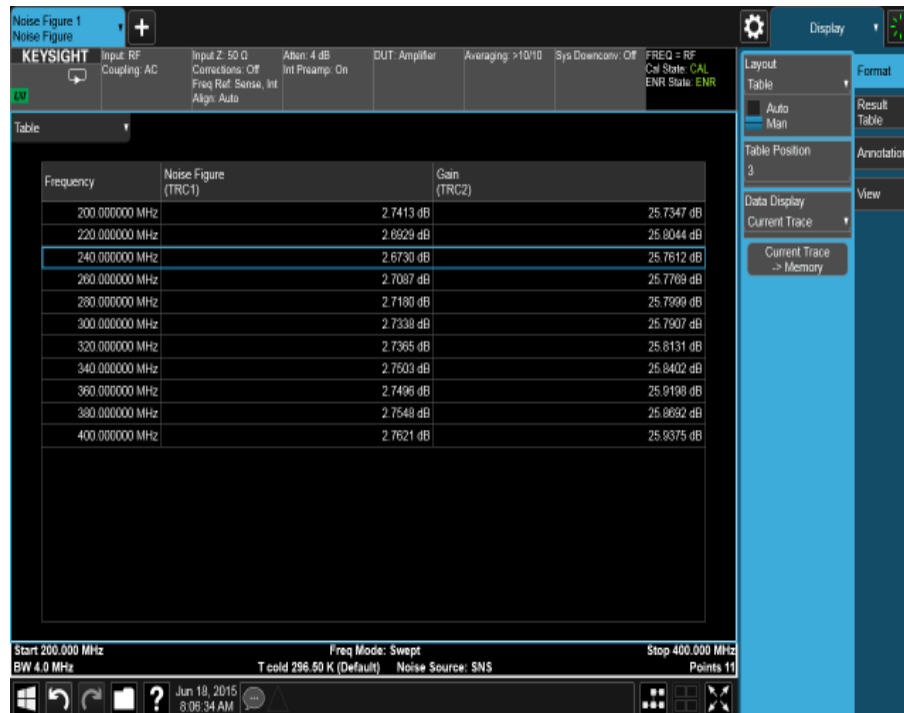 Noise Figure 1
Noise Figure
+
Display
KEYSIGHT
LXI
Input: RF
Coupling: AC
Input Z: 50 Ω
Corrections: Off
Freq Ref: Sense, Int
Align: Auto
Atten: 4 dB
Int Preamp: On
DUT: Amplifier
Averaging: >10/10
Sys Downconv: Off
FREQ = RF
Cal State: CAL
ENR State: ENR
Table
Frequency Noise Figure (TRC1) Gain (TRC2)
200.000000 MHz 2.7413 dB 25.7347 dB
220.000000 MHz 2.6929 dB 25.8044 dB
240.000000 MHz 2.6730 dB 25.7612 dB
260.000000 MHz 2.7087 dB 25.7769 dB
280.000000 MHz 2.7180 dB 25.7999 dB
300.000000 MHz 2.7338 dB 25.7907 dB
320.000000 MHz 2.7365 dB 25.8131 dB
340.000000 MHz 2.7503 dB 25.8402 dB
360.000000 MHz 2.7496 dB 25.9198 dB
380.000000 MHz 2.7548 dB 25.8692 dB
400.000000 MHz 2.7621 dB 25.9375 dB
Start 200.000 MHz Freq Mode: Swept Stop 400.000 MHz
BW 4.0 MHz T cold 296.50 K (Default) Noise Source: SNS Points 11
?
Jun 18, 2015
8:06:34 AM
Layout
Table
Auto
Man
Table Position
3
Data Display
Current Trace
Current Trace
-> Memory
Format
Result
Table
Annotation
View